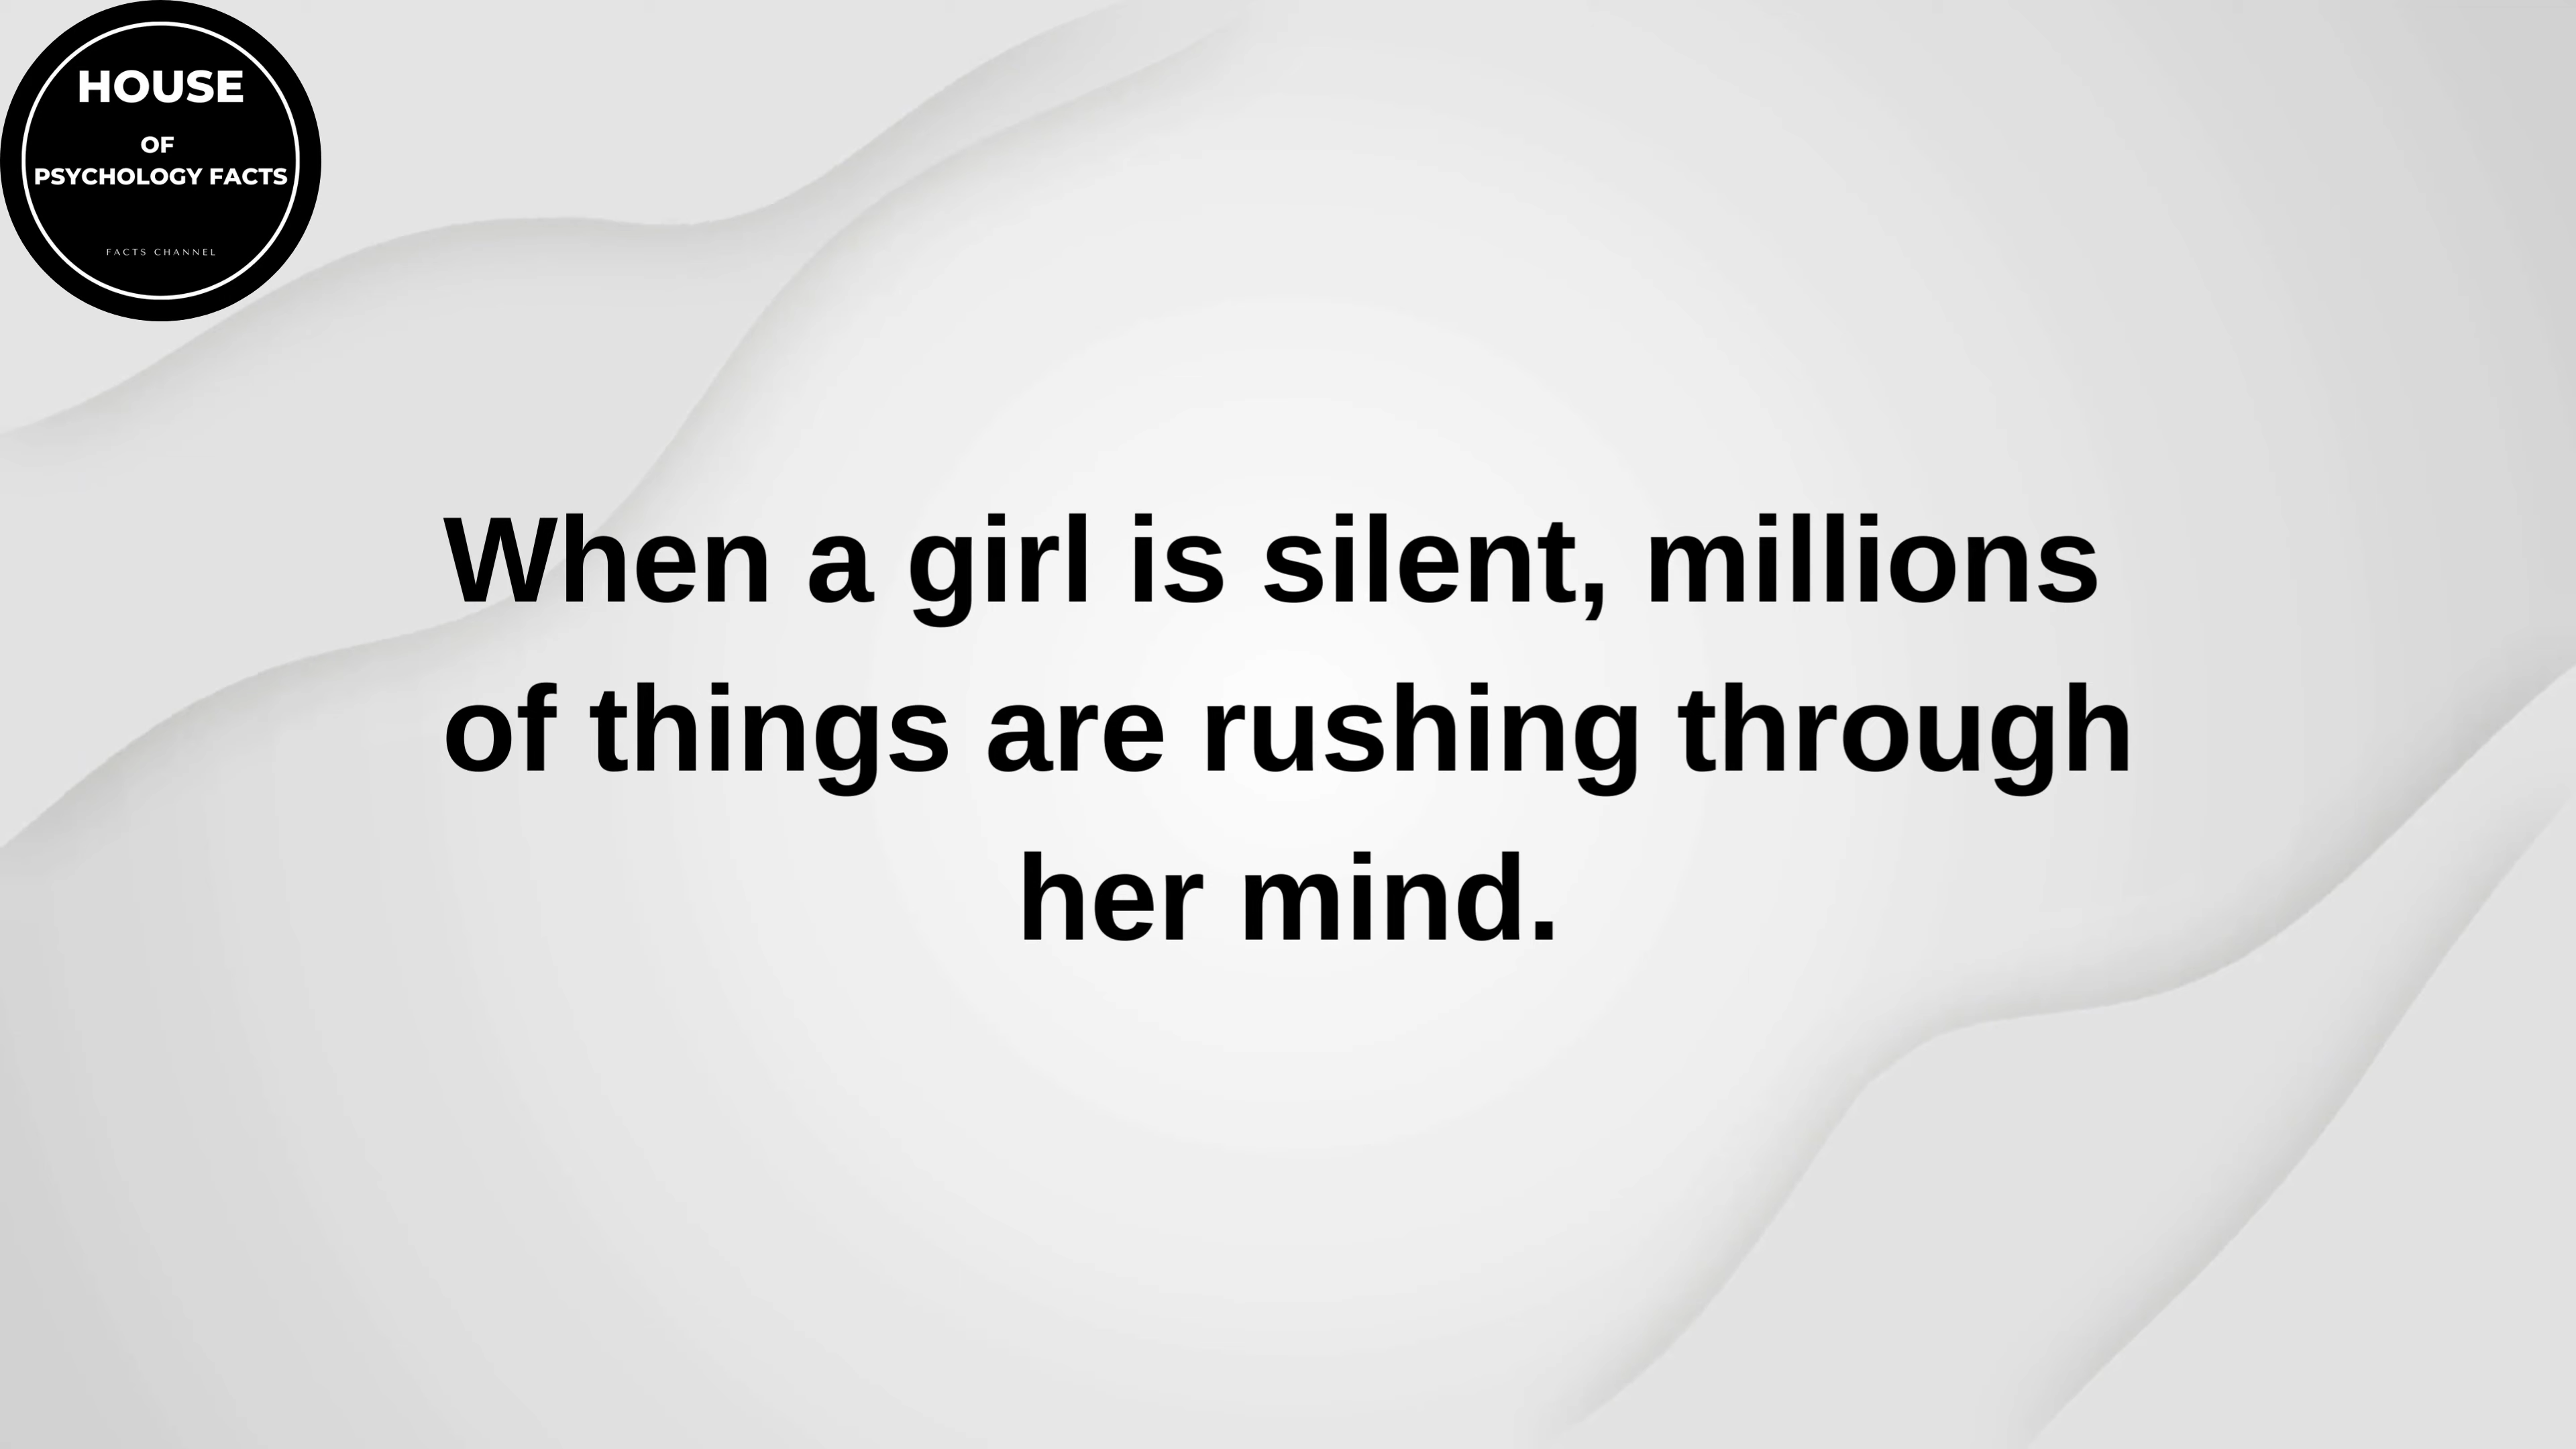 HOUSE
OF
PSYCHOLOGY FACTS
FACTS CHANNEL
When a girl is silent, millions
of things are rushing through
her mind.